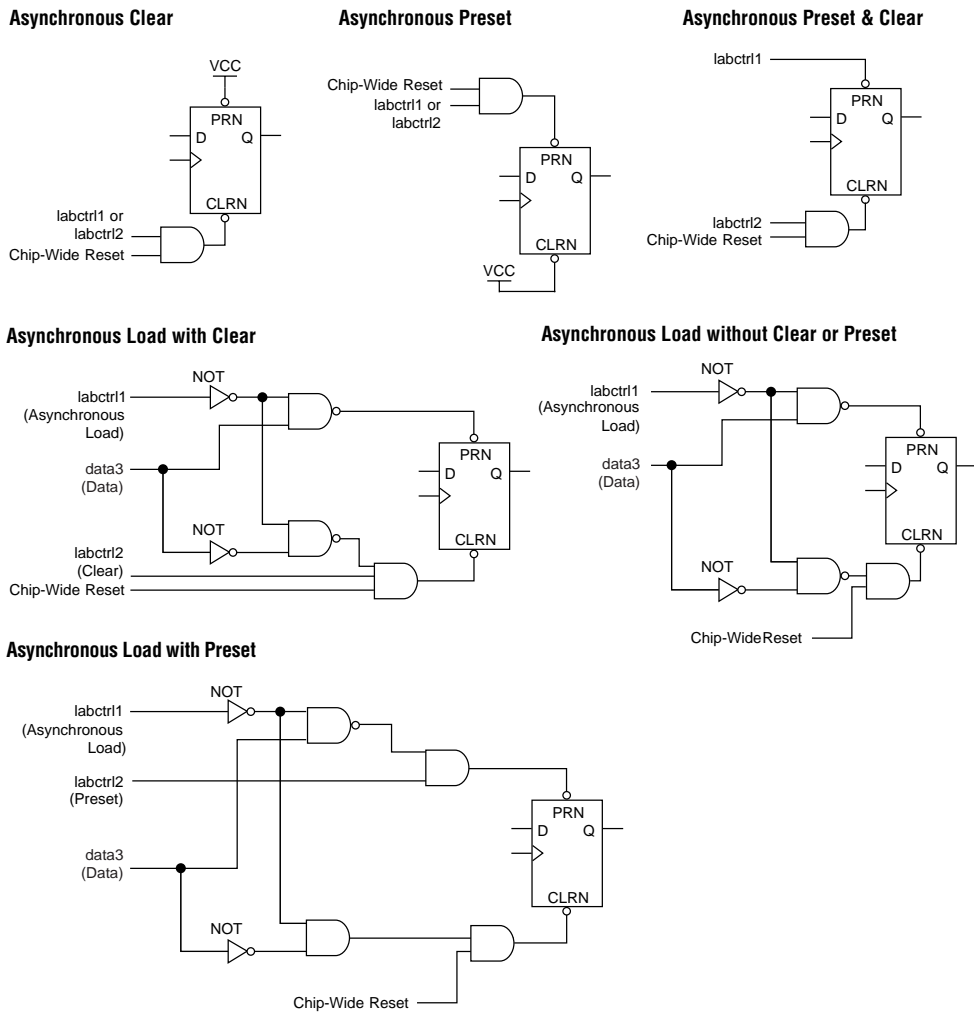 Asynchronous Clear
VCC
PRN
D Q
CLRN
labctrl1 or
labctrl2
Chip-Wide Reset
Asynchronous Preset
Chip-Wide Reset
labctrl1 or
labctrl2
PRN
D Q
CLRN
VCC
Asynchronous Preset & Clear
labctrl1
PRN
D Q
CLRN
labctrl2
Chip-Wide Reset
Asynchronous Load with Clear
NOT
labctrl1
(Asynchronous
Load)
PRN
D Q
data3
(Data)
NOT
CLRN
labctrl2
(Clear)
Chip-Wide Reset
Asynchronous Load without Clear or Preset
NOT
labctrl1
(Asynchronous
Load)
PRN
D Q
data3
(Data)
CLRN
NOT
Chip-WideReset
Asynchronous Load with Preset
NOT
labctrl1
(Asynchronous
Load)
labctrl2
(Preset)
PRN
D Q
data3
(Data)
CLRN
NOT
Chip-Wide Reset